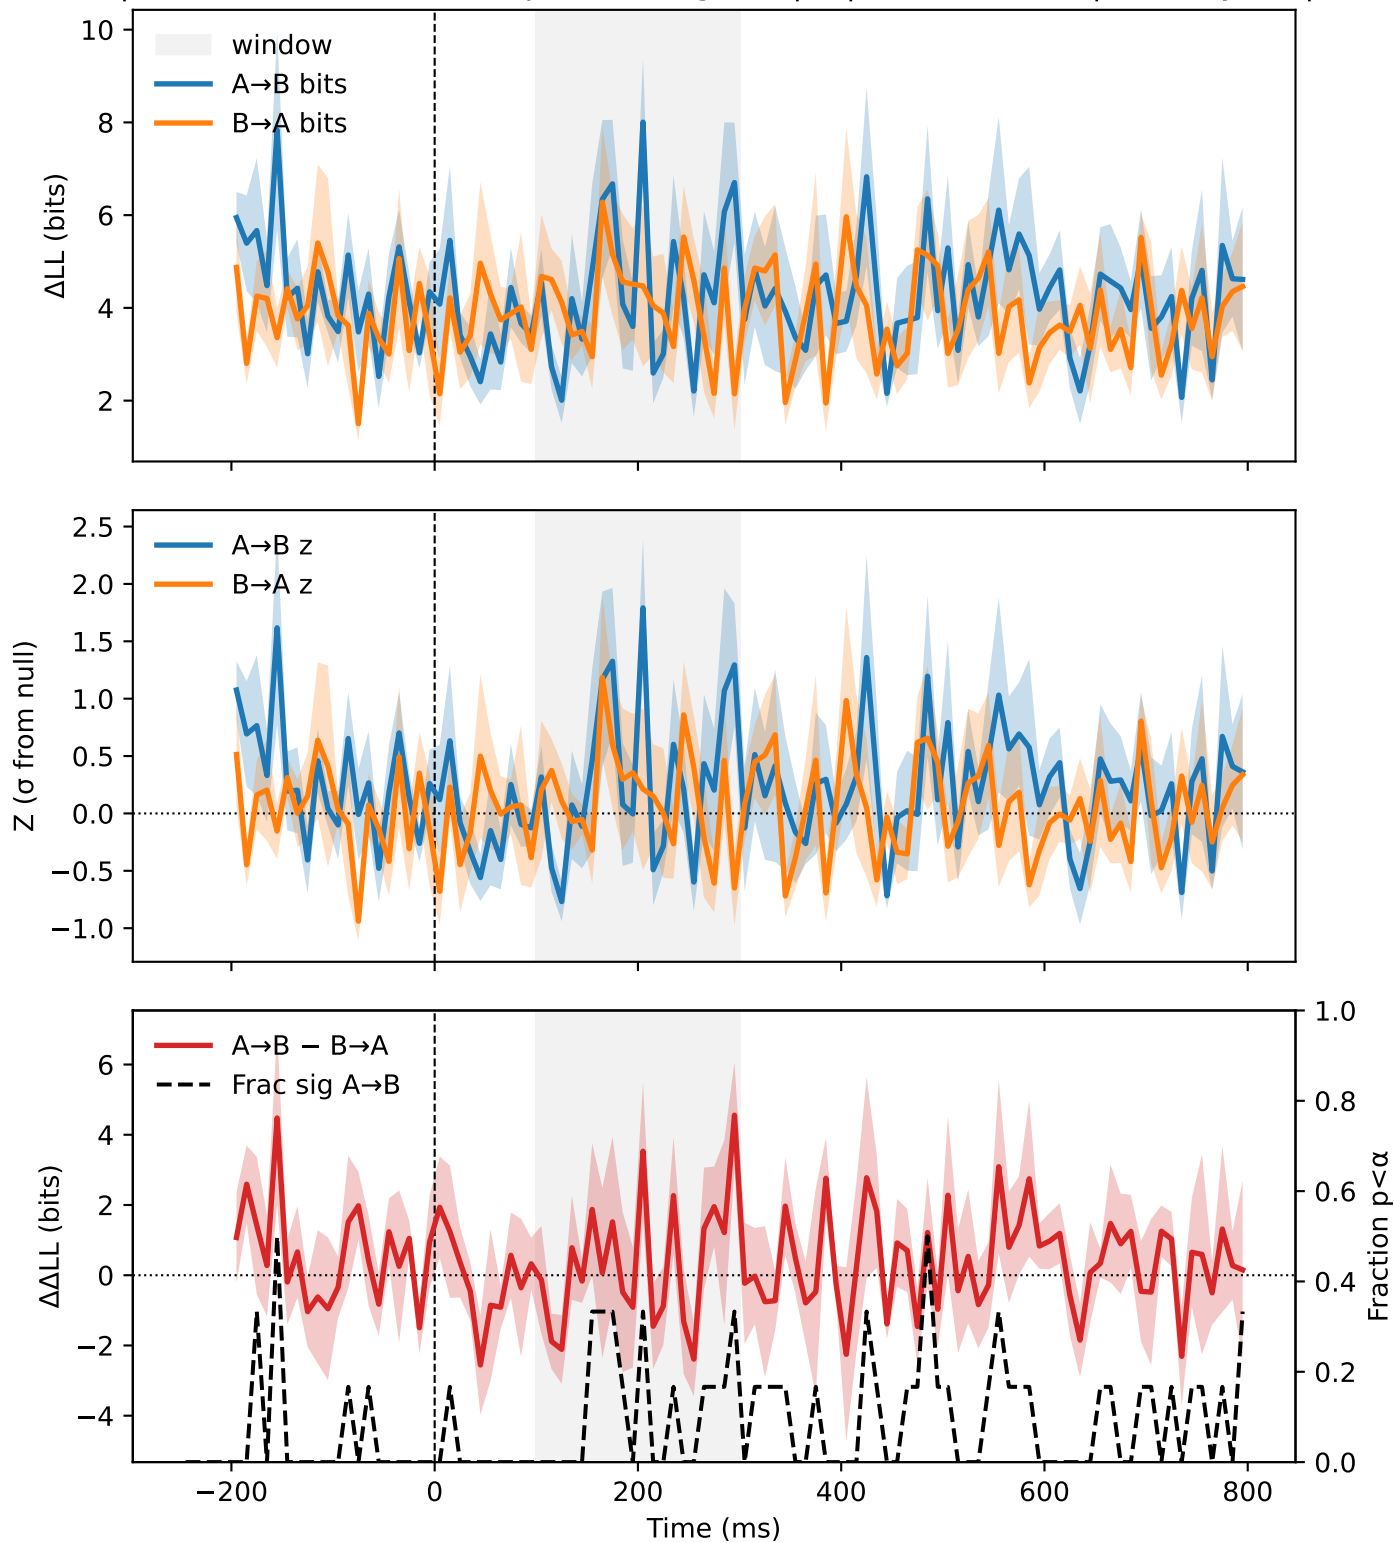 10
8
6
4
2
ΔLL (bits)
window
A→B bits
B→A bits
2.5
2.0
1.5
1.0
0.5
0.0
−0.5
−1.0
Z (σ from null)
A→B z
B→A z
6
4
2
0
−2
−4
ΔΔLL (bits)
A→B − B→A
Frac sig A→B
1.0
0.8
0.6
0.4
0.2
0.0
Fraction p<α
−200
0
200
400
600
800
Time (ms)